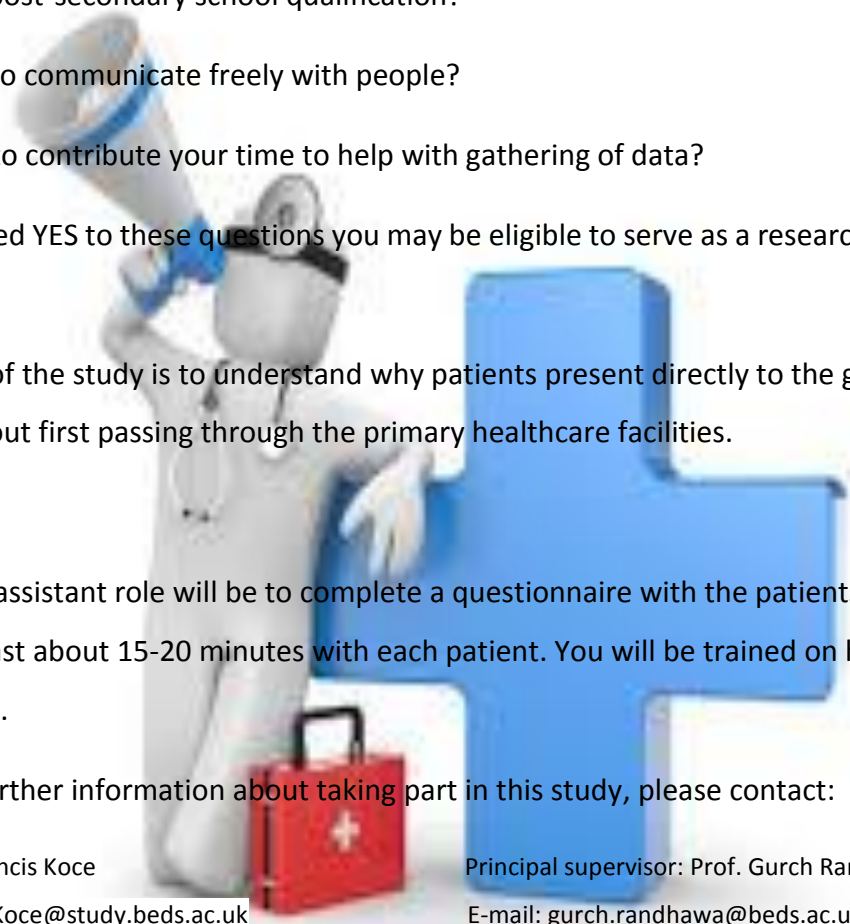 post-secondary school qualification?
o communicate freely with people?
to contribute your time to help with gathering of data?
ed YES to these questions you may be eligible to serve as a researc
of the study is to understand why patients present directly to the g
out first passing through the primary healthcare facilities.
assistant role will be to complete a questionnaire with the patient
ast about 15-20 minutes with each patient. You will be trained on
.
rther information about taking part in this study, please contact:
ncis Koce Principal supervisor: Prof. Gurch Ran
Koce@study.beds.ac.uk E-mail: gurch.randhawa@beds.ac.u